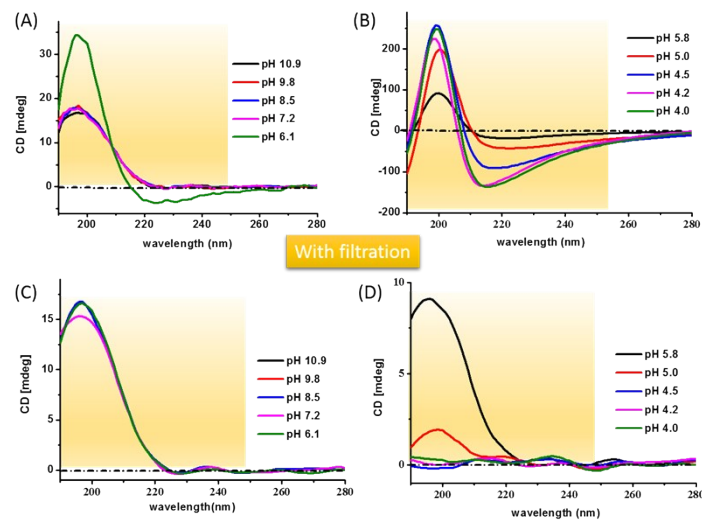 (A)
CD [mdeg]
30
20
10
0
200
220
240
260
280
wavelength (nm)
pH 10.9
pH 9.8
pH 8.5
pH 7.2
pH 6.1
(B)
CD [mdeg]
200
100
0
-100
-200
200
220
240
260
280
wavelength (nm)
pH 5.8
pH 5.0
pH 4.5
pH 4.2
pH 4.0
With filtration
(C)
CD [mdeg]
15
10
5
0
200
220
240
260
280
wavelength(nm)
pH 10.9
pH 9.8
pH 8.5
pH 7.2
pH 6.1
(D)
CD [mdeg]
10
5
0
200
220
240
260
280
wavelength (nm)
pH 5.8
pH 5.0
pH 4.5
pH 4.2
pH 4.0